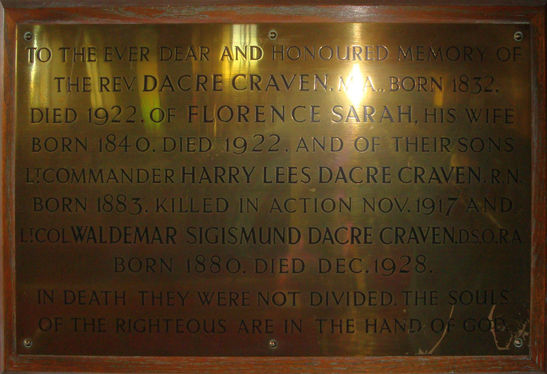 TO THE EVER DEAR AND HONOURED MEMORY OF
THE REV. DACRE CRAVEN. M.A., BORN 1832.
DIED 1922. OF FLORENCE SARAH, HIS WIFE
BORN 1840. DIED 1922. AND OF THEIR SONS
LT. COMMANDER HARRY LEES DACRE CRAVEN. R.N.
BORN 1883. KILLED IN ACTION NOV. 1917 AND
LT. COL. WALDEMAR SIGISMUND DACRE CRAVEN. D.S.O. R.A
BORN 1880. DIED DEC. 1928.
IN DEATH THEY WERE NOT DIVIDED. THE SOULS
OF THE RIGHTEOUS ARE IN THE HAND OF GOD.